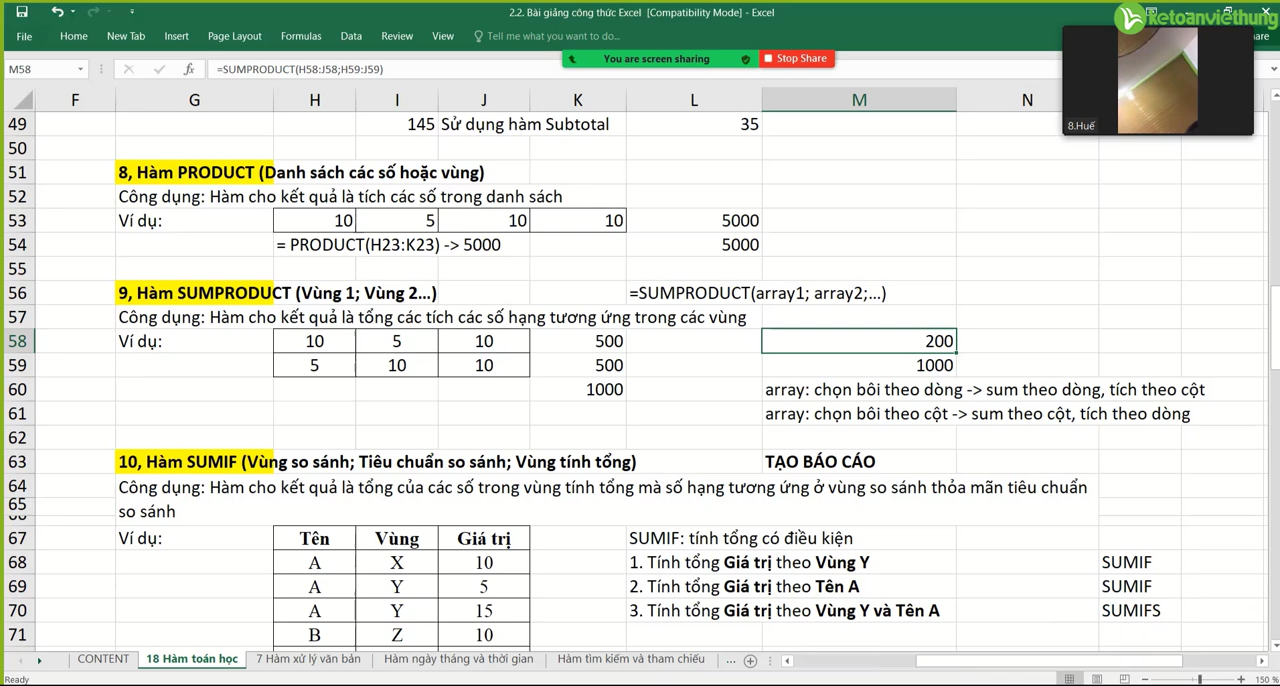 2.2. Bài giảng công thức Excel [Compatibility Mode] - Excel
ketoanviethung
File Home New Tab Insert Page Layout Formulas Data Review View Tell me what you want to do...
You are screen sharing Stop Share
M58 fx =SUMPRODUCT(H58:J58;H59:J59)
8.Huế
F G H I J K L M N
49 145 Sử dụng hàm Subtotal 35
50
51 8, Hàm PRODUCT (Danh sách các số hoặc vùng)
52 Công dụng: Hàm cho kết quả là tích các số trong danh sách
53 Ví dụ: 10 5 10 10 5000
54 = PRODUCT(H23:K23) -> 5000 5000
55
56 9, Hàm SUMPRODUCT (Vùng 1; Vùng 2...) =SUMPRODUCT(array1; array2;...)
57 Công dụng: Hàm cho kết quả là tổng các tích các số hạng tương ứng trong các vùng
58 Ví dụ: 10 5 10 500 200
59 5 10 10 500 1000
60 1000 array: chọn bôi theo dòng -> sum theo dòng, tích theo cột
61 array: chọn bôi theo cột -> sum theo cột, tích theo dòng
62
63 10, Hàm SUMIF (Vùng so sánh; Tiêu chuẩn so sánh; Vùng tính tổng) TẠO BÁO CÁO
64 Công dụng: Hàm cho kết quả là tổng của các số trong vùng tính tổng mà số hạng tương ứng ở vùng so sánh thỏa mãn tiêu chuẩn
65 so sánh
67 Ví dụ: Tên Vùng Giá trị SUMIF: tính tổng có điều kiện
68 A X 10 1. Tính tổng Giá trị theo Vùng Y SUMIF
69 A Y 5 2. Tính tổng Giá trị theo Tên A SUMIF
70 A Y 15 3. Tính tổng Giá trị theo Vùng Y và Tên A SUMIFS
71 B Z 10
CONTENT 18 Hàm toán học 7 Hàm xử lý văn bản Hàm ngày tháng và thời gian Hàm tìm kiếm và tham chiếu ...
Ready 150 %